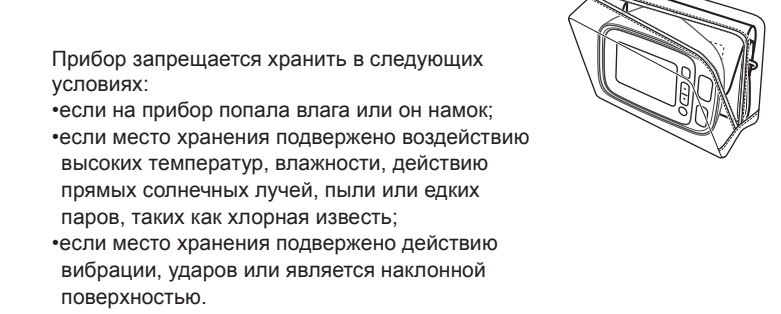 Прибор запрещается хранить в следующих
условиях:
•если на прибор попала влага или он намок;
•если место хранения подвержено воздействию
высоких температур, влажности, действию
прямых солнечных лучей, пыли или едких
паров, таких как хлорная известь;
•если место хранения подвержено действию
вибрации, ударов или является наклонной
поверхностью.